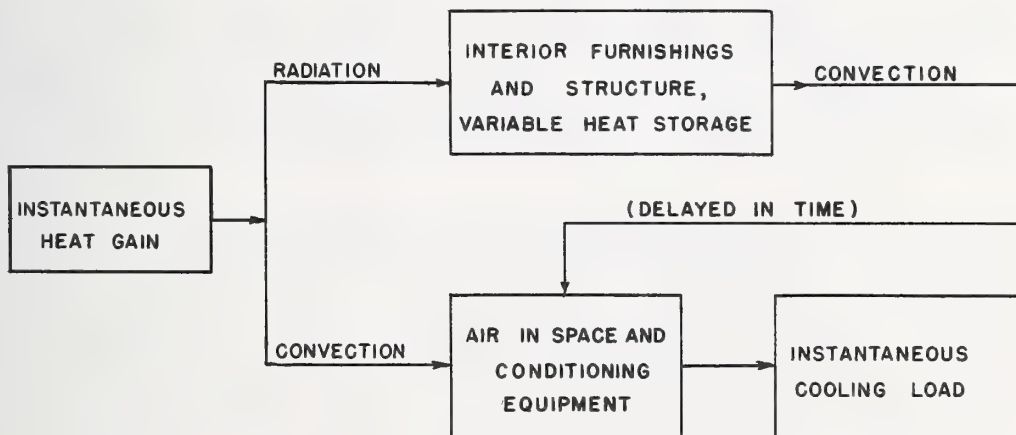 RADIATION
INTERIOR FURNISHINGS
AND STRUCTURE,
VARIABLE HEAT STORAGE
CONVECTION
INSTANTANEOUS
HEAT GAIN
(DELAYED IN TIME)
CONVECTION
AIR IN SPACE AND
CONDITIONING
EQUIPMENT
INSTANTANEOUS
COOLING LOAD